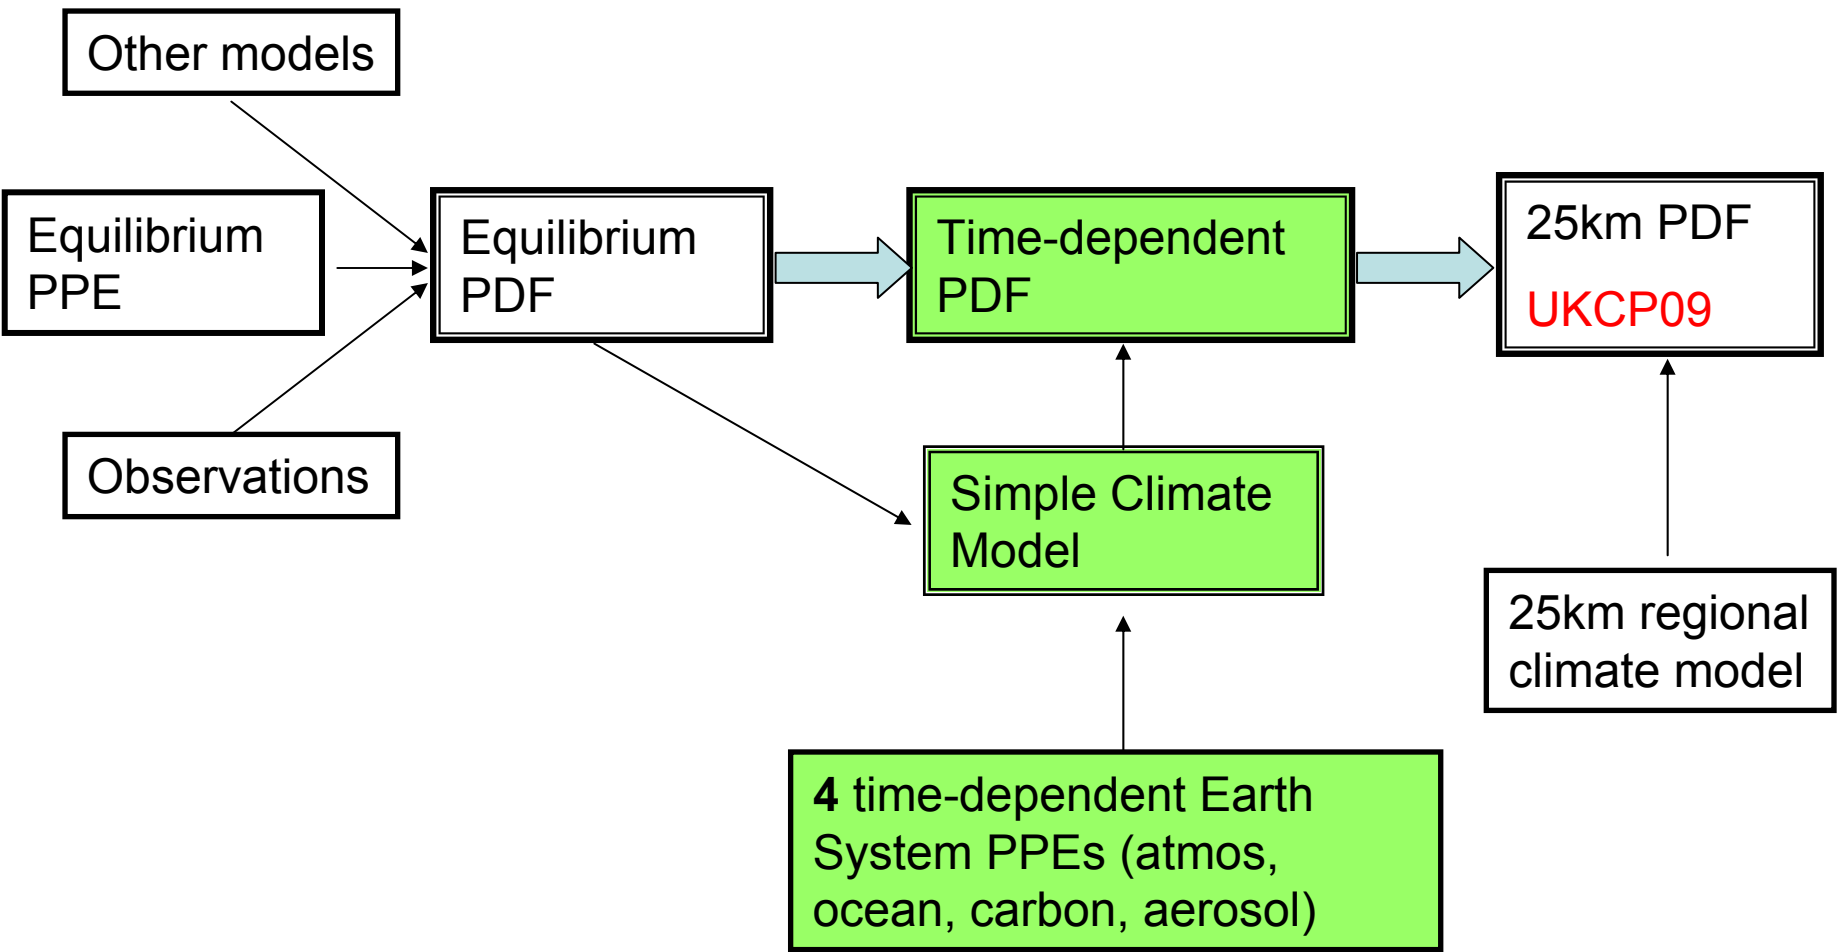 Other models
Equilibrium
PPE
Observations
Equilibrium
PDF
Time-dependent
PDF
25km PDF
UKCP09
Simple Climate
Model
25km regional
climate model
4 time-dependent Earth
System PPEs (atmos,
ocean, carbon, aerosol)